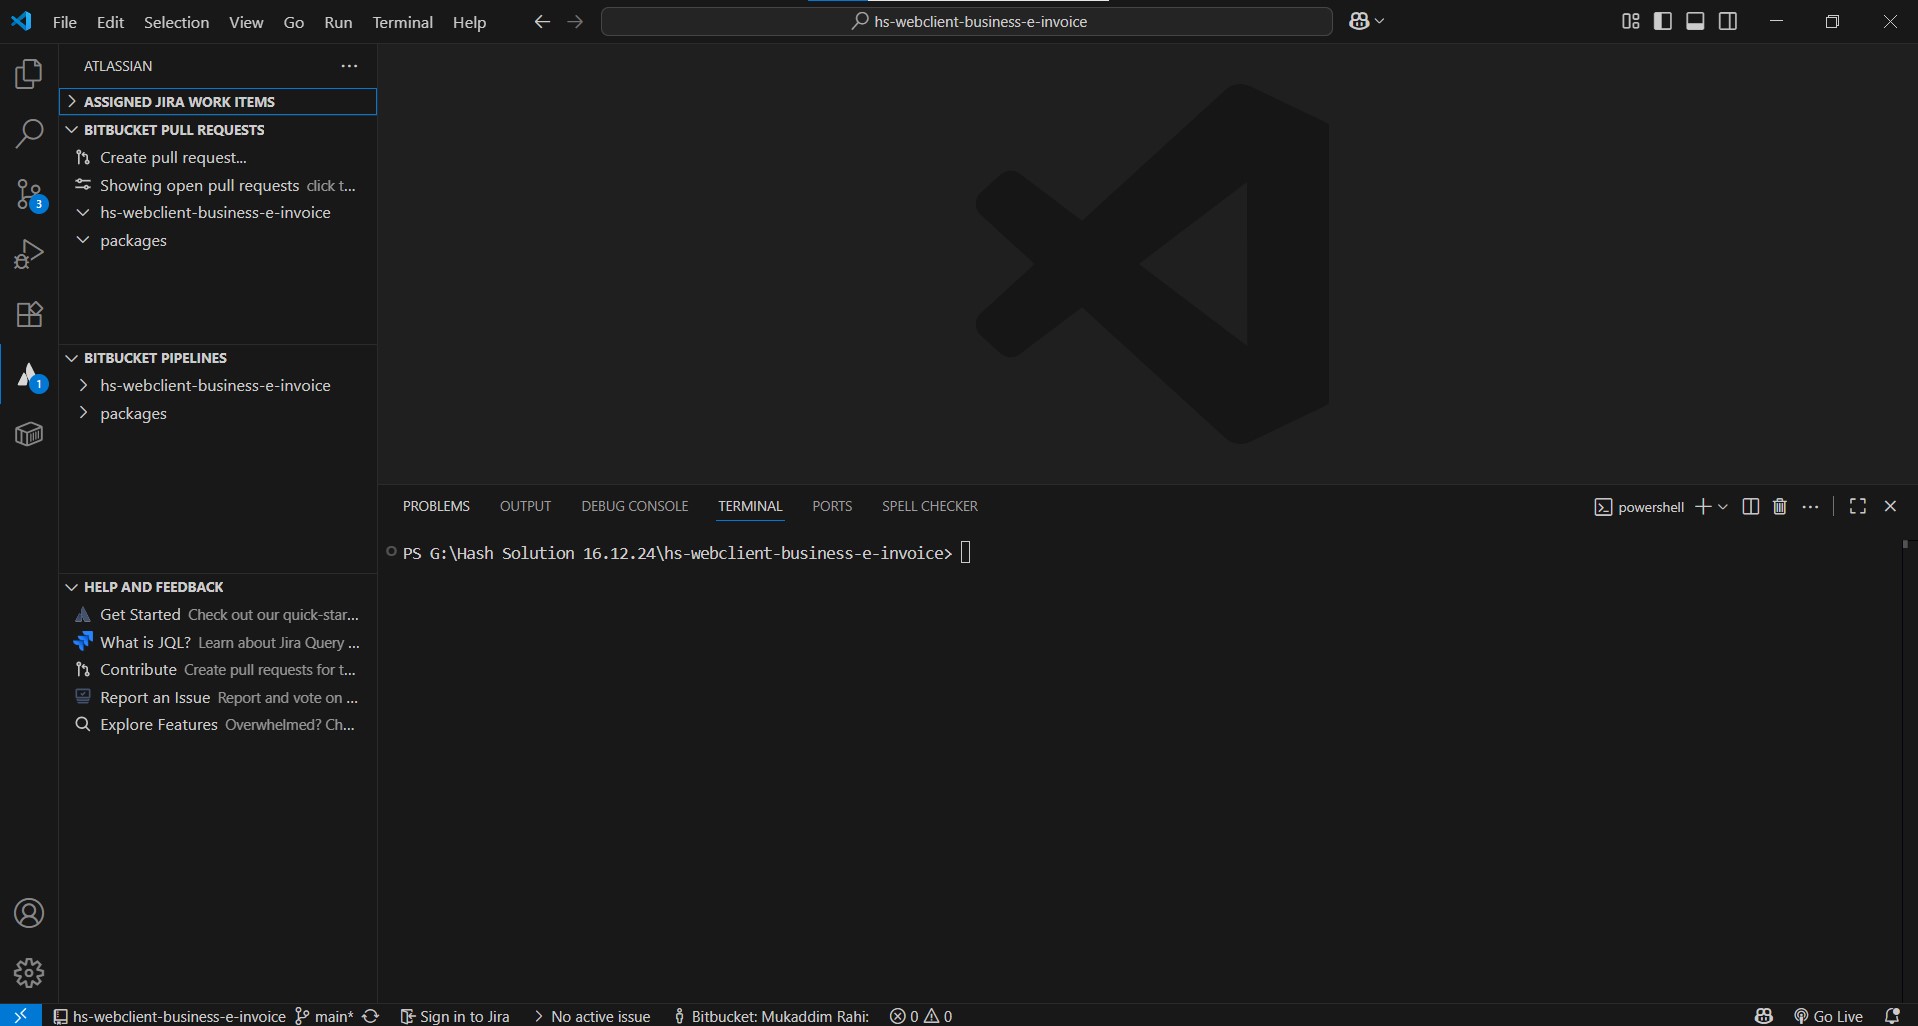 File Edit Selection View Go Run Terminal Help
hs-webclient-business-e-invoice
ATLASSIAN
ASSIGNED JIRA WORK ITEMS
BITBUCKET PULL REQUESTS
Create pull request...
Showing open pull requests click t...
hs-webclient-business-e-invoice
packages
3
BITBUCKET PIPELINES
hs-webclient-business-e-invoice
packages
1
HELP AND FEEDBACK
Get Started Check out our quick-star...
What is JQL? Learn about Jira Query ...
Contribute Create pull requests for t...
Report an Issue Report and vote on ...
Explore Features Overwhelmed? Ch...
PROBLEMS OUTPUT DEBUG CONSOLE TERMINAL PORTS SPELL CHECKER
powershell
PS G:\Hash Solution 16.12.24\hs-webclient-business-e-invoice>
hs-webclient-business-e-invoice main* Sign in to Jira No active issue Bitbucket: Mukaddim Rahi: 0 0 Go Live